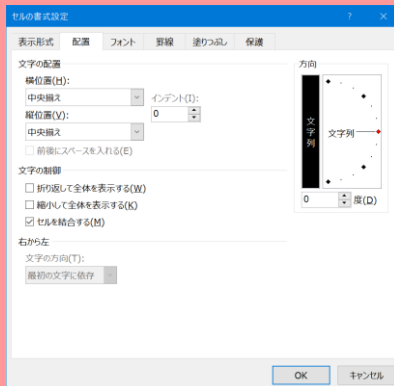 セルの書式設定 ? ×
表示形式 配置 フォント 罫線 塗りつぶし 保護
文字の配置
横位置(H):
中央揃え
インデント(I):
縦位置(V):
0
中央揃え
前後にスペースを入れる(E)
文字の制御
折り返して全体を表示する(W)
縮小して全体を表示する(K)
セルを結合する(M)
右から左
文字の方向(T):
最初の文字に依存
方向
文字列
文字列
0 度(D)
OK キャンセル